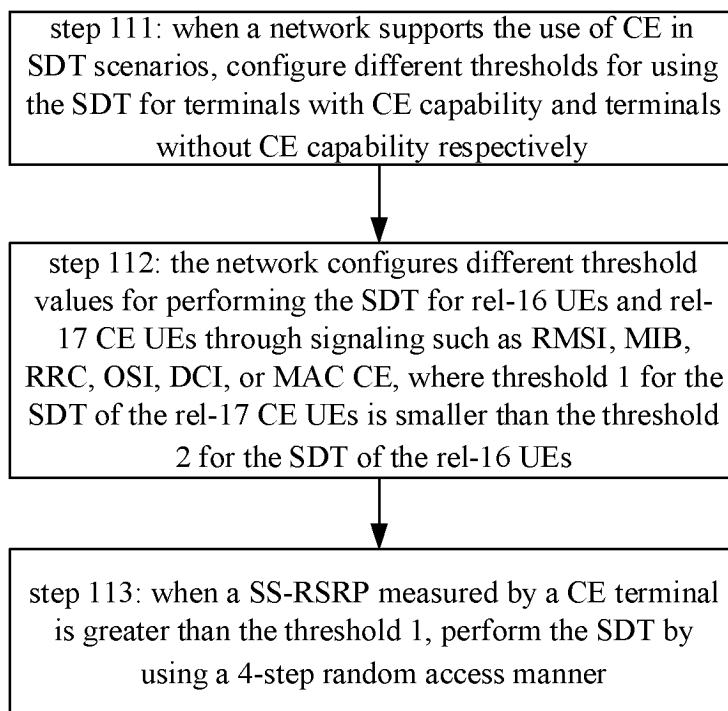 step 111: when a network supports the use of CE in
SDT scenarios, configure different thresholds for using
the SDT for terminals with CE capability and terminals
without CE capability respectively
step 112: the network configures different threshold
values for performing the SDT for rel-16 UEs and rel-
17 CE UEs through signaling such as RMSI, MIB,
RRC, OSI, DCI, or MAC CE, where threshold 1 for the
SDT of the rel-17 CE UEs is smaller than the threshold
2 for the SDT of the rel-16 UEs
step 113: when a SS-RSRP measured by a CE terminal
is greater than the threshold 1, perform the SDT by
using a 4-step random access manner